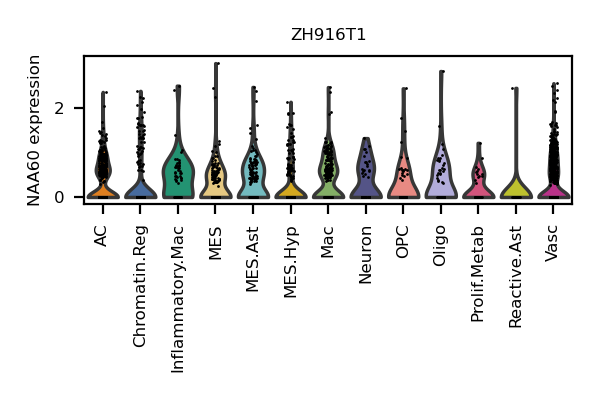 ZH916T1
NAA60 expression
2
0
AC
Chromatin.Reg
Inflammatory.Mac
MES
MES.Ast
MES.Hyp
Mac
Neuron
OPC
Oligo
Prolif.Metab
Reactive.Ast
Vasc